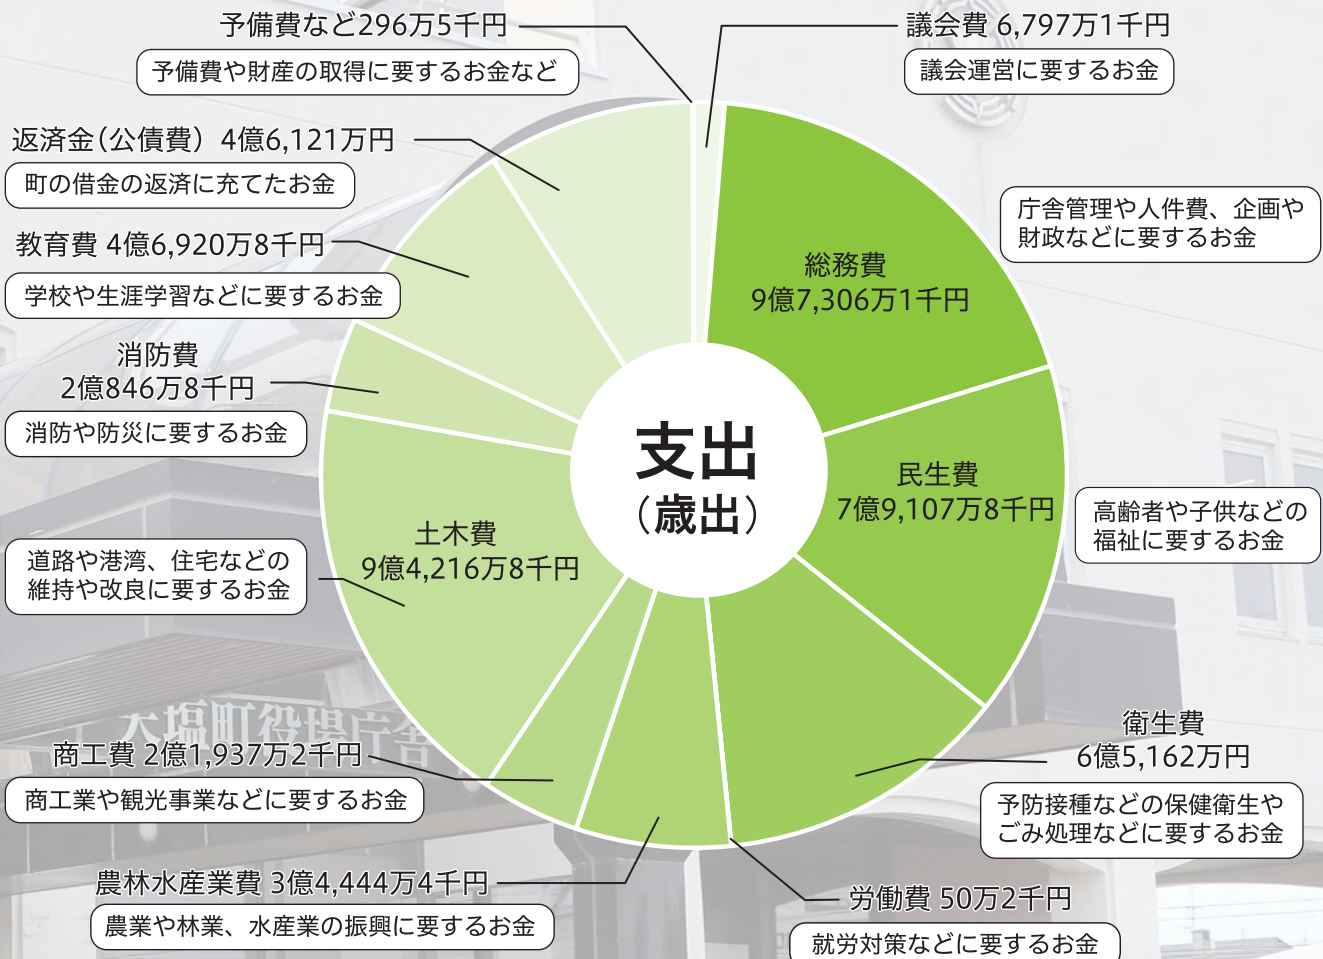 予備費など296万5千円
予備費や財産の取得に要するお金など
議会費 6,797万1千円
議会運営に要するお金
返済金(公債費) 4億6,121万円
町の借金の返済に充てたお金
教育費 4億6,920万8千円
学校や生涯学習などに要するお金
消防費
2億846万8千円
消防や防災に要するお金
総務費
9億7,306万1千円
庁舎管理や人件費、企画や
財政などに要するお金
支出
(歳出)
民生費
7億9,107万8千円
高齢者や子供などの
福祉に要するお金
土木費
9億4,216万8千円
道路や港湾、住宅などの
維持や改良に要するお金
衛生費
6億5,162万円
予防接種などの保健衛生や
ごみ処理などに要するお金
商工費 2億1,937万2千円
商工業や観光事業などに要するお金
農林水産業費 3億4,444万4千円
農業や林業、水産業の振興に要するお金
労働費 50万2千円
就労対策などに要するお金